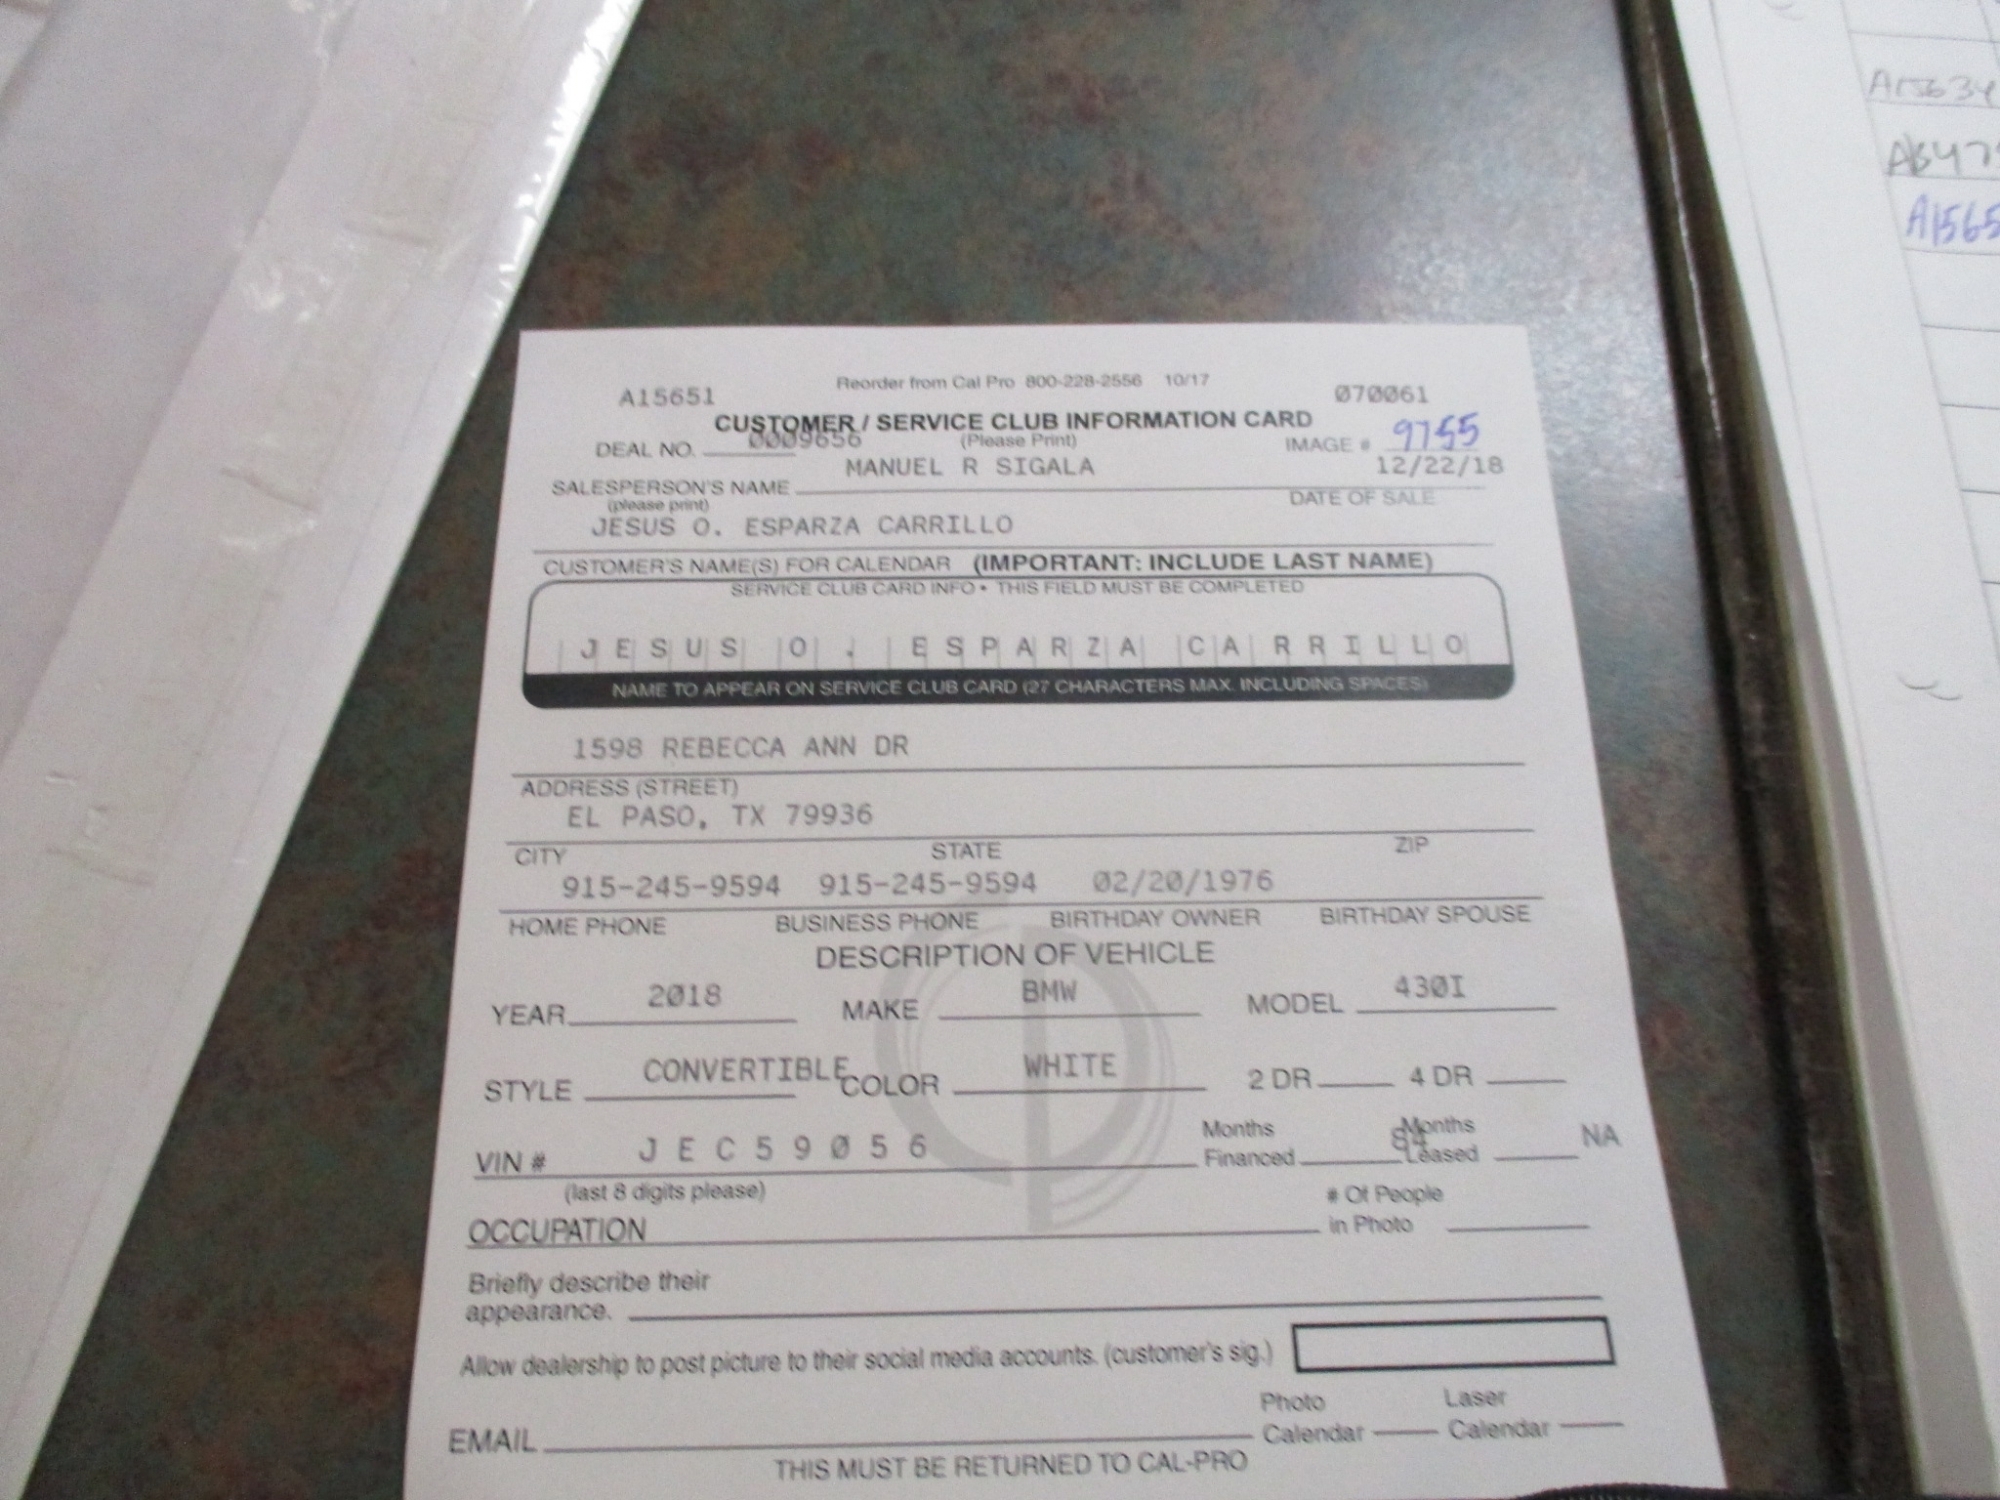 A15651 Reorder from Cal Pro 800-228-2556 10/17 070061
CUSTOMER / SERVICE CLUB INFORMATION CARD
DEAL NO. 0009656 (Please Print) IMAGE # 9755
MANUEL R SIGALA 12/22/18
SALESPERSON'S NAME DATE OF SALE
(please print)
JESUS O. ESPARZA CARRILLO
CUSTOMER'S NAME(S) FOR CALENDAR (IMPORTANT: INCLUDE LAST NAME)
SERVICE CLUB CARD INFO • THIS FIELD MUST BE COMPLETED
JESUS O. ESPARZA CARRILLO
NAME TO APPEAR ON SERVICE CLUB CARD (27 CHARACTERS MAX. INCLUDING SPACES)
1598 REBECCA ANN DR
ADDRESS (STREET)
EL PASO, TX 79936
CITY STATE ZIP
915-245-9594 915-245-9594 02/20/1976
HOME PHONE BUSINESS PHONE BIRTHDAY OWNER BIRTHDAY SPOUSE
DESCRIPTION OF VEHICLE
YEAR 2018 MAKE BMW MODEL 430I
STYLE CONVERTIBLE COLOR WHITE 2 DR 4 DR
VIN # JEC59056 Months Financed 84 Months Leased NA
(last 8 digits please)
OCCUPATION # Of People in Photo
Briefly describe their
appearance.
Allow dealership to post picture to their social media accounts. (customer's sig.)
EMAIL Photo Calendar Laser Calendar
THIS MUST BE RETURNED TO CAL-PRO
A15634
A1565